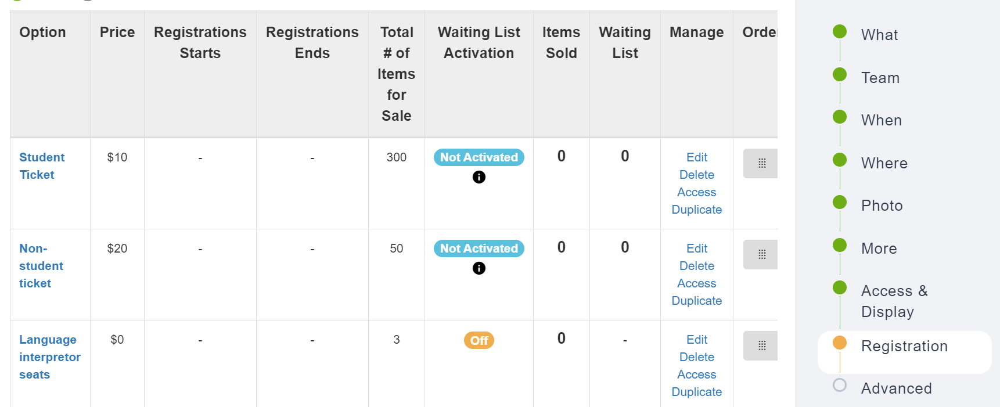 Option
Price
Registrations
Starts
Registrations
Ends
Total
# of
Items
for
Sale
Waiting List
Activation
Items
Sold
Waiting
List
Manage
Student
Ticket
$10
-
-
300
Not Activated
0
0
Edit
Delete
Access
Duplicate
Non-
student
ticket
$20
-
-
50
Not Activated
0
0
Edit
Delete
Access
Duplicate
Language
interpretor
seats
$0
-
-
3
Off
0
-
Edit
Delete
Access
Duplicate
What
Team
When
Where
Photo
More
Access &
Display
Registration
Advanced